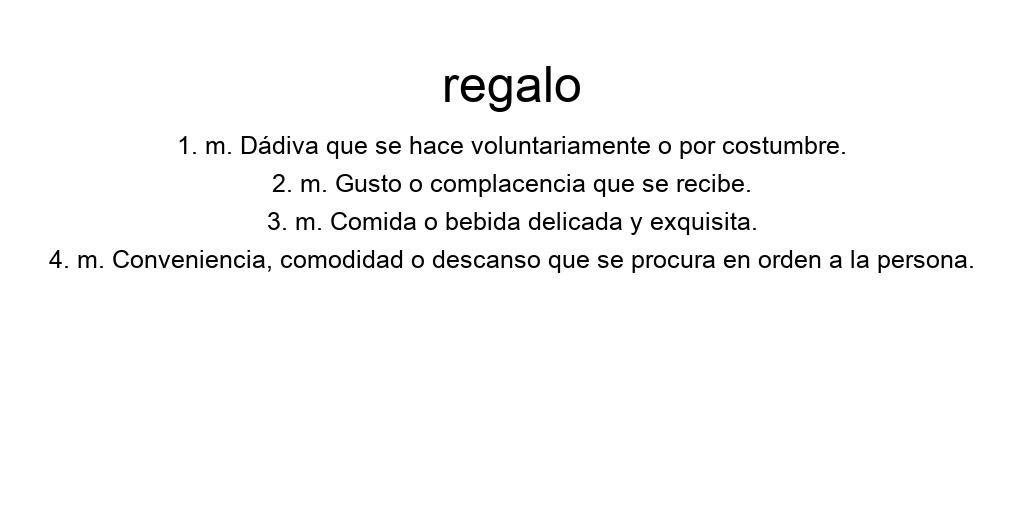 regalo
1. m. Dádiva que se hace voluntariamente o por costumbre.
2. m. Gusto o complacencia que se recibe.
3. m. Comida o bebida delicada y exquisita.
4. m. Conveniencia, comodidad o descanso que se procura en orden a la persona.